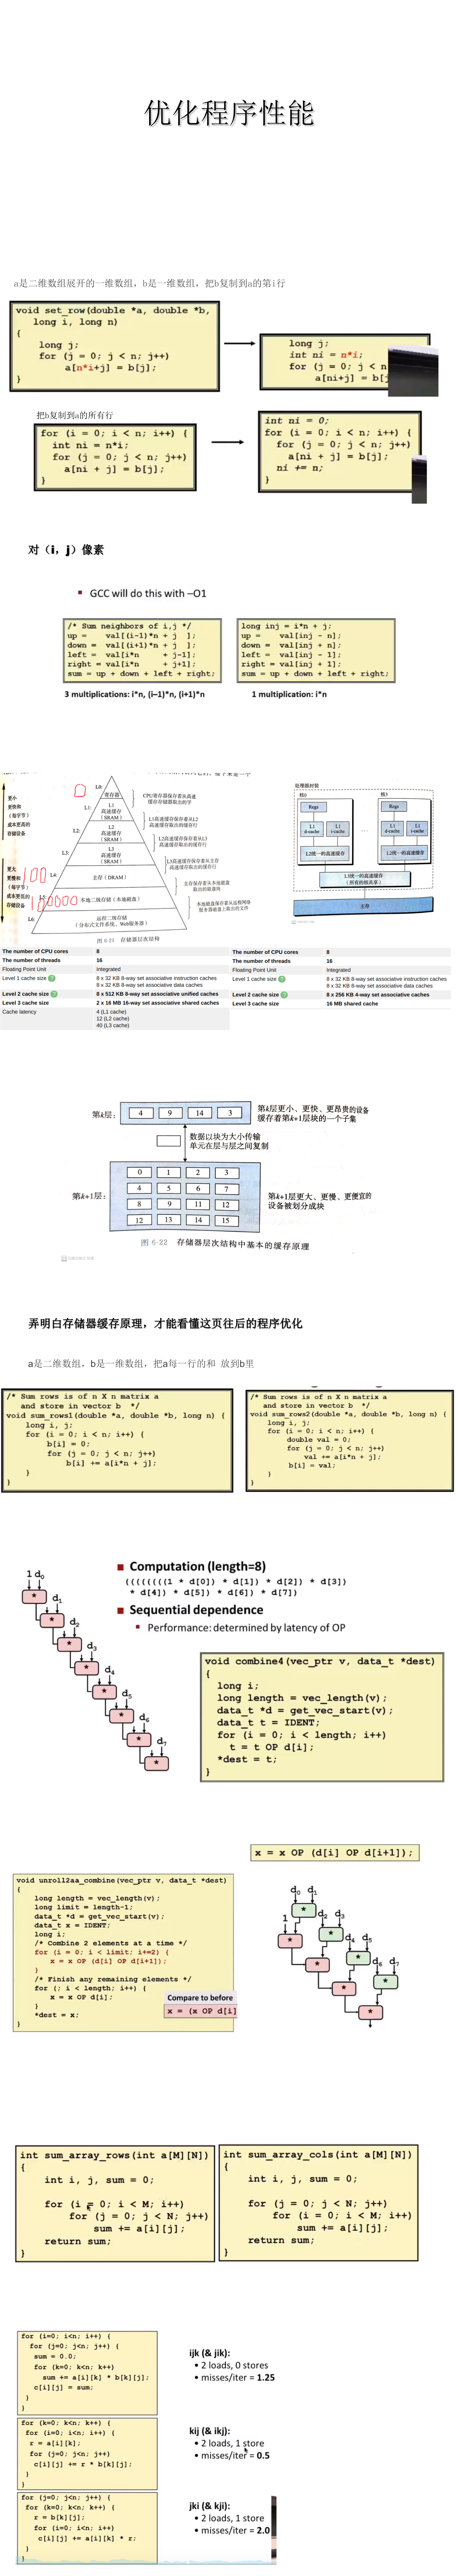 优化程序性能
a是二维数组展开的一维数组，b是一维数组，把b复制到a的第i行
void set_row(double *a, double *b,
long i, long n)
{
long j;
for (j = 0; j < n; j++)
a[n*i+j] = b[j];
}
long j;
int ni = n*i;
for (j = 0; j < n
a[ni+j] = b[j
把b复制到a的所有行
for (i = 0; i < n; i++) {
int ni = n*i;
for (j = 0; j < n; j++)
a[ni + j] = b[j];
}
int ni = 0;
for (i = 0; i < n; i++) {
for (j = 0; j < n; j++)
a[ni + j] = b[j];
ni += n;
}
对（i，j）像素
GCC will do this with –O1
/* Sum neighbors of i,j */
up = val[(i-1)*n + j ];
down = val[(i+1)*n + j ];
left = val[i*n + j-1];
right = val[i*n + j+1];
sum = up + down + left + right;
3 multiplications: i*n, (i–1)*n, (i+1)*n
long inj = i*n + j;
up = val[inj - n];
down = val[inj + n];
left = val[inj - 1];
right = val[inj + 1];
sum = up + down + left + right;
1 multiplication: i*n
更小
更快和
（每字节）
成本更高的
存储设备
更大
更慢和
（每字节）
成本更低的
存储设备
0
100
100000
L0:
寄存器
L1:
L1
高速缓存
（SRAM）
L2:
L2
高速缓存
（SRAM）
L3:
L3
高速缓存
（SRAM）
L4:
主存（DRAM）
本地二级存储（本地磁盘）
L6:
远程二级存储
（分布式文件系统，Web服务器）
CPU寄存器保存着从高速
缓存存储器取出的字
L1高速缓存保存着从L2
高速缓存取出的缓存行
L2高速缓存保存着从L3
高速缓存取出的缓存行
L3高速缓存保存着从主存
高速缓存取出的缓存行
主存保存着从本地磁盘
取出的磁盘块
本地磁盘保存着从远程网络
服务器磁盘上取出的文件
图 6-21 存储器层次结构
处理器封装
核0
Regs
L1
d-cache
L1
i-cache
L2统一的高速缓存
...
核3
Regs
L1
d-cache
L1
i-cache
L2统一的高速缓存
L3统一的高速缓存
（所有的核共享）
主存
The number of CPU cores 8
The number of threads 16
Floating Point Unit Integrated
Level 1 cache size ? 8 x 32 KB 8-way set associative instruction caches
8 x 32 KB 8-way set associative data caches
Level 2 cache size ? 8 x 512 KB 8-way set associative unified caches
Level 3 cache size 2 x 16 MB 16-way set associative shared caches
Cache latency 4 (L1 cache)
12 (L2 cache)
40 (L3 cache)
The number of CPU cores 8
The number of threads 16
Floating Point Unit Integrated
Level 1 cache size ? 8 x 32 KB 8-way set associative instruction caches
8 x 32 KB 8-way set associative data caches
Level 2 cache size ? 8 x 256 KB 4-way set associative caches
Level 3 cache size 16 MB shared cache
第k层：
4 9 14 3
第k层更小、更快、更昂贵的设备
缓存着第k+1层块的一个子集
数据以块为大小传输
单元在层与层之间复制
第k+1层：
0 1 2 3
4 5 6 7
8 9 11 12
12 13 14 15
第k+1层更大、更慢、更便宜的
设备被划分成块
图 6-22 存储器层次结构中基本的缓存原理
弄明白存储器缓存原理，才能看懂这页往后的程序优化
a是二维数组，b是一维数组，把a每一行的和 放到b里
/* Sum rows is of n X n matrix a
and store in vector b */
void sum_rows1(double *a, double *b, long n) {
long i, j;
for (i = 0; i < n; i++) {
b[i] = 0;
for (j = 0; j < n; j++)
b[i] += a[i*n + j];
}
}
/* Sum rows is of n X n matrix a
and store in vector b */
void sum_rows2(double *a, double *b, long n) {
long i, j;
for (i = 0; i < n; i++) {
double val = 0;
for (j = 0; j < n; j++)
val += a[i*n + j];
b[i] = val;
}
}
Computation (length=8)
((((((((1 * d[0]) * d[1]) * d[2]) * d[3])
* d[4]) * d[5]) * d[6]) * d[7])
Sequential dependence
Performance: determined by latency of OP
1 d0
*
d1
*
d2
*
d3
*
d4
*
d5
*
d6
*
d7
*
void combine4(vec_ptr v, data_t *dest)
{
long i;
long length = vec_length(v);
data_t *d = get_vec_start(v);
data_t t = IDENT;
for (i = 0; i < length; i++)
t = t OP d[i];
*dest = t;
}
x = x OP (d[i] OP d[i+1]);
void unroll2aa_combine(vec_ptr v, data_t *dest)
{
long length = vec_length(v);
long limit = length-1;
data_t *d = get_vec_start(v);
data_t x = IDENT;
long i;
/* Combine 2 elements at a time */
for (i = 0; i < limit; i+=2) {
x = x OP (d[i] OP d[i+1]);
}
/* Finish any remaining elements */
for (; i < length; i++) {
x = x OP d[i];
}
*dest = x;
}
Compare to before
x = (x OP d[i]
d0 d1
*
1
d2 d3
*
*
d4 d5
*
*
d6 d7
*
*
*
int sum_array_rows(int a[M][N])
{
int i, j, sum = 0;
for (i = 0; i < M; i++)
for (j = 0; j < N; j++)
sum += a[i][j];
return sum;
}
int sum_array_cols(int a[M][N])
{
int i, j, sum = 0;
for (j = 0; j < N; j++)
for (i = 0; i < M; i++)
sum += a[i][j];
return sum;
}
for (i=0; i<n; i++) {
for (j=0; j<n; j++) {
sum = 0.0;
for (k=0; k<n; k++)
sum += a[i][k] * b[k][j];
c[i][j] = sum;
}
}
ijk (& jik):
• 2 loads, 0 stores
• misses/iter = 1.25
for (k=0; k<n; k++) {
for (i=0; i<n; i++) {
r = a[i][k];
for (j=0; j<n; j++)
c[i][j] += r * b[k][j];
}
}
kij (& ikj):
• 2 loads, 1 store
• misses/iter = 0.5
for (j=0; j<n; j++) {
for (k=0; k<n; k++) {
r = b[k][j];
for (i=0; i<n; i++)
c[i][j] += a[i][k] * r;
}
}
jki (& kji):
• 2 loads, 1 store
• misses/iter = 2.0